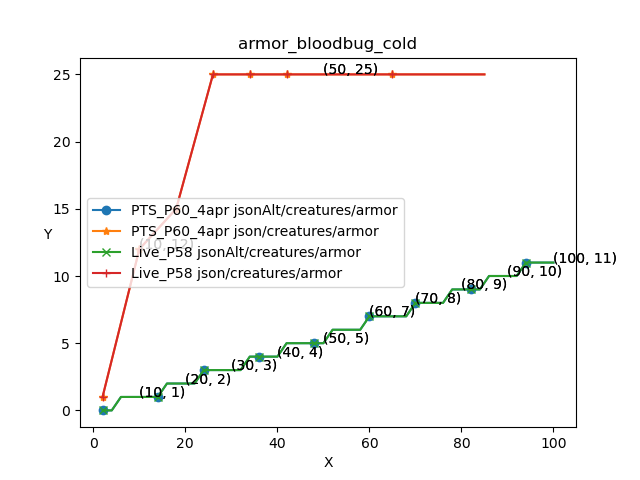 armor_bloodbug_cold
25
20
15
10
5
0
Y
(50, 25)
PTS_P60_4apr jsonAlt/creatures/armor
PTS_P60_4apr json/creatures/armor
Live_P58 jsonAlt/creatures/armor
Live_P58 json/creatures/armor
(10, 12)
(100, 11)
(90, 10)
(80, 9)
(70, 8)
(60, 7)
(50, 5)
(40, 4)
(30, 3)
(20, 2)
(10, 1)
0 20 40 60 80 100
X